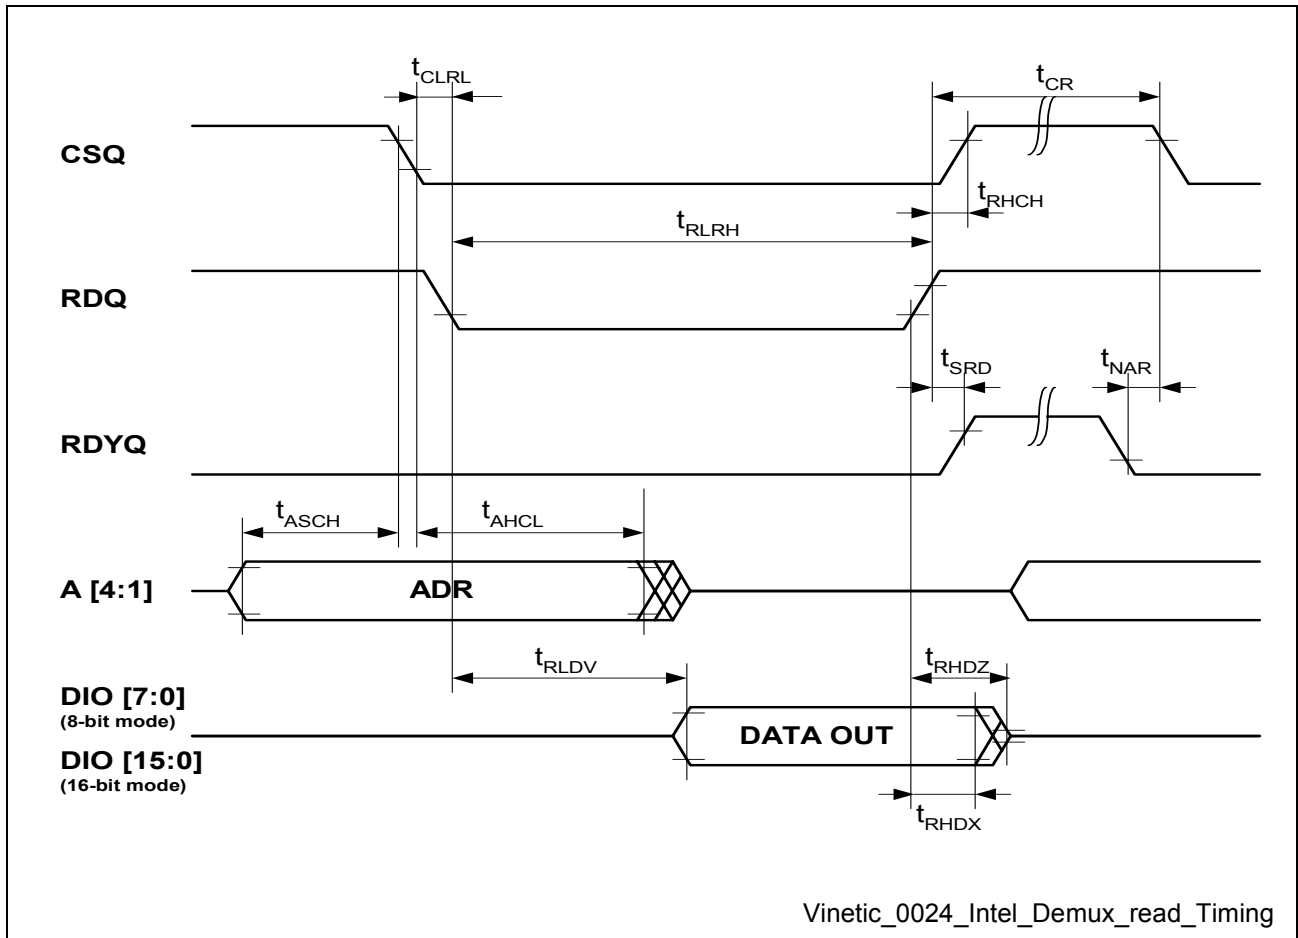 tCLRL
tCR
CSQ
tRHCH
tRLRH
RDQ
tSRD
tNAR
RDYQ
tASCH
tAHCL
A [4:1]
ADR
tRLDV
tRHDZ
DIO [7:0]
(8-bit mode)
DATA OUT
DIO [15:0]
(16-bit mode)
tRHDX
Vinetic_0024_Intel_Demux_read_Timing